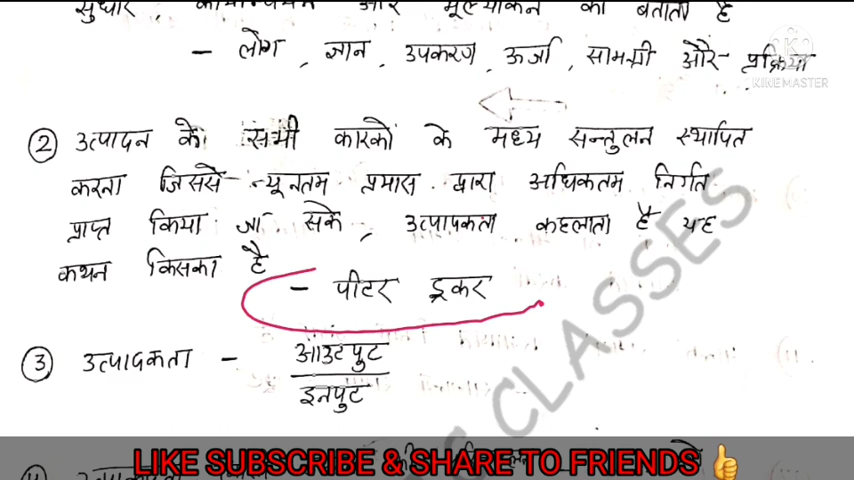 सुधार, कार्यान्वयन और मूल्यांकन को बताता है
- लोग, ज्ञान, उपकरण, ऊर्जा, सामग्री और प्रक्रिया
KINEMASTER
② उत्पादन के सभी कारकों के मध्य सन्तुलन स्थापित
करना जिससे न्यूनतम प्रयास द्वारा अधिकतम निर्गत
प्राप्त किया जा सके, उत्पादकता कहलाता है यह
कथन किसका है
- पीटर ड्रकर
③ उत्पादकता - आउटपुट
इनपुट
CLASSES
LIKE SUBSCRIBE & SHARE TO FRIENDS 👍